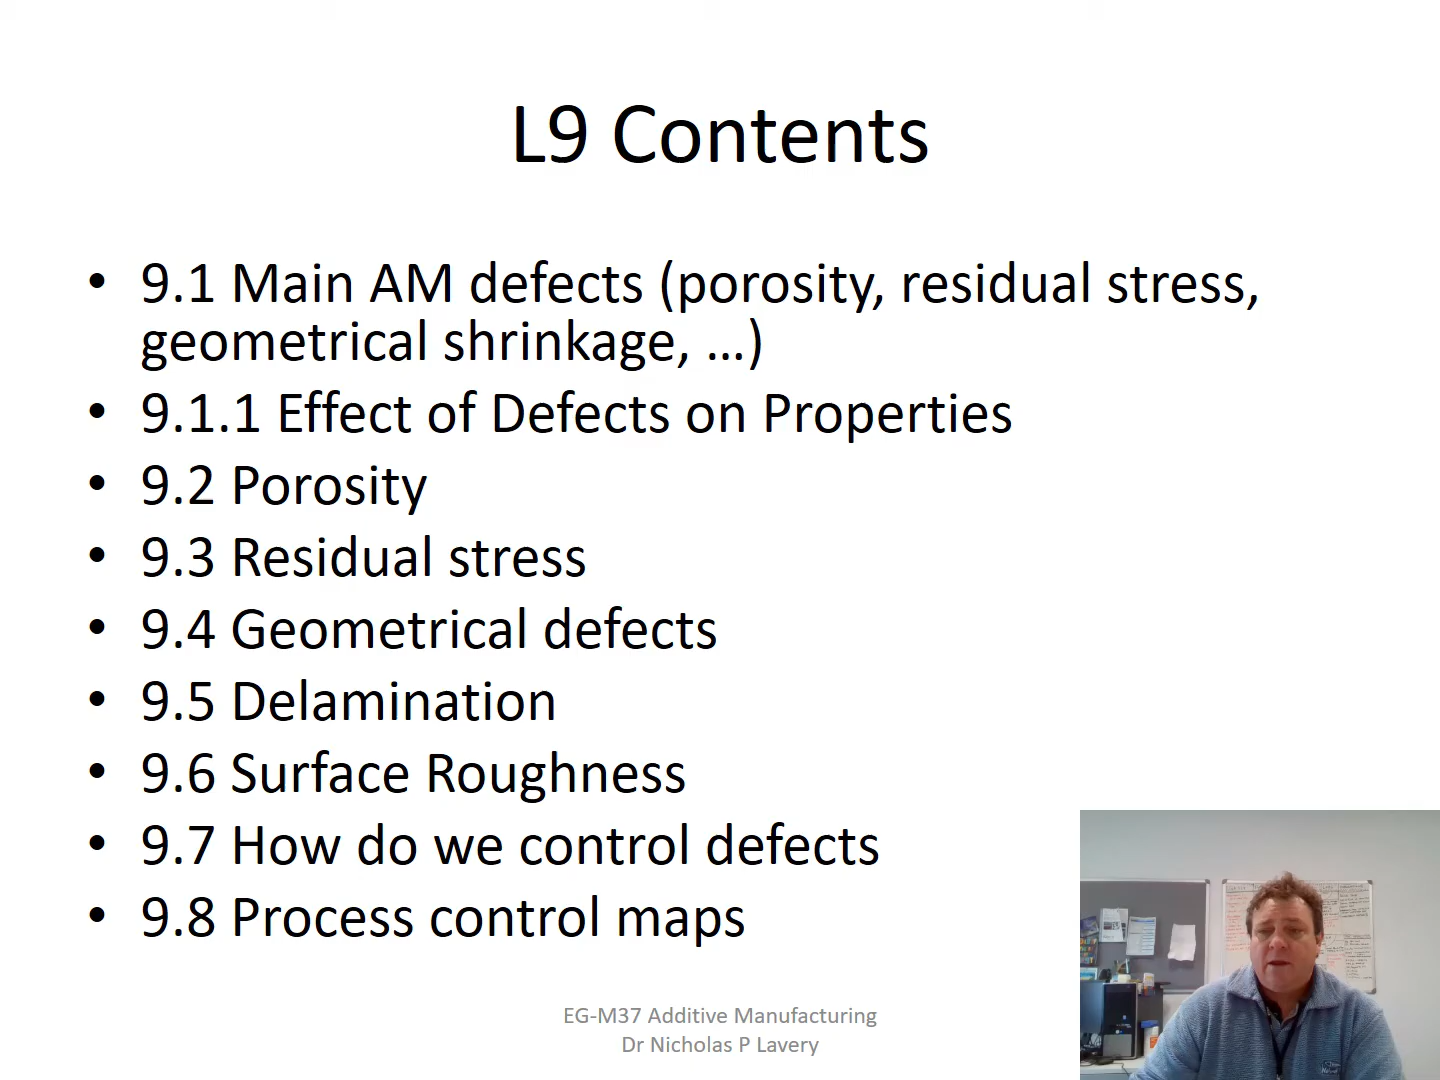 L9 Contents
• 9.1 Main AM defects (porosity, residual stress,
geometrical shrinkage, …)
• 9.1.1 Effect of Defects on Properties
• 9.2 Porosity
• 9.3 Residual stress
• 9.4 Geometrical defects
• 9.5 Delamination
• 9.6 Surface Roughness
• 9.7 How do we control defects
• 9.8 Process control maps
EG-M37 Additive Manufacturing
Dr Nicholas P Lavery